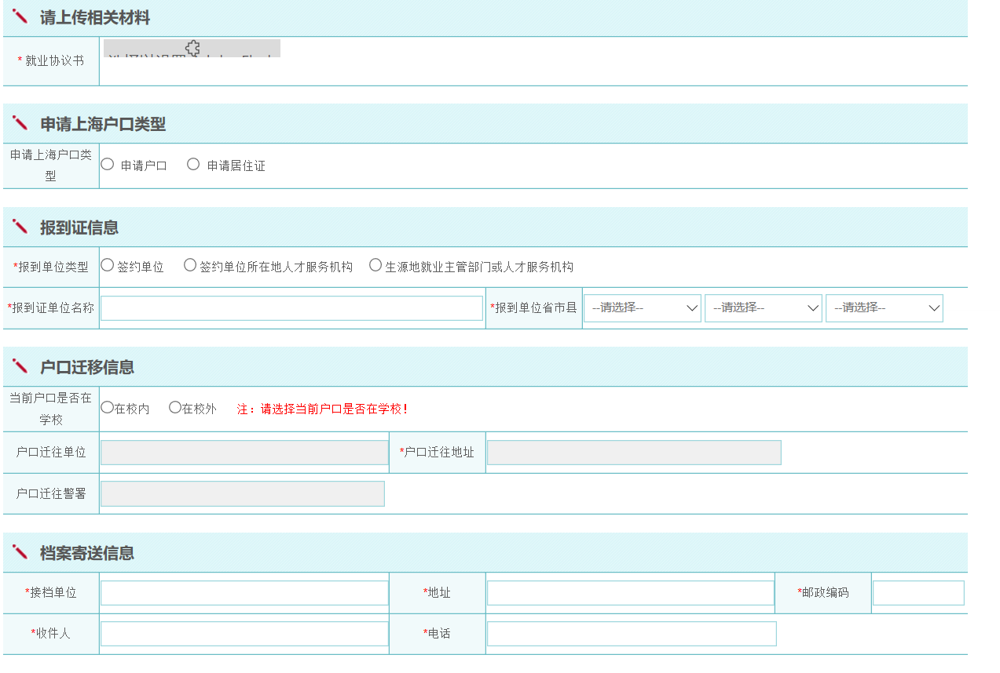 请上传相关材料
* 就业协议书
申请上海户口类型
申请上海户口类
型
申请户口 申请居住证
报到证信息
*报到单位类型 签约单位 签约单位所在地人才服务机构 生源地就业主管部门或人才服务机构
*报到证单位名称 *报到单位省市县 --请选择-- --请选择-- --请选择--
户口迁移信息
当前户口是否在
学校
在校内 在校外 注：请选择当前户口是否在学校！
户口迁往单位 *户口迁往地址
户口迁往警署
档案寄送信息
*接档单位 *地址 *邮政编码
*收件人 *电话